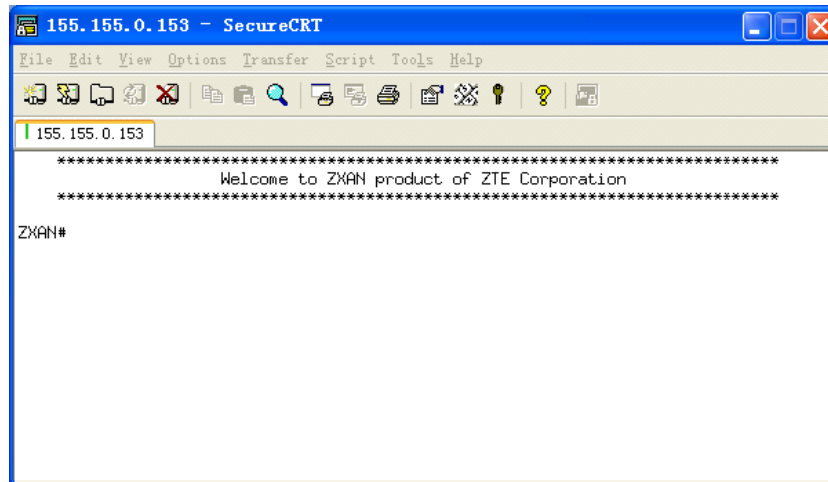 155.155.0.153 - SecureCRT
File Edit View Options Transfer Script Tools Help
155.155.0.153
***************************************************************************
Welcome to ZXAN product of ZTE Corporation
***************************************************************************
ZXAN#